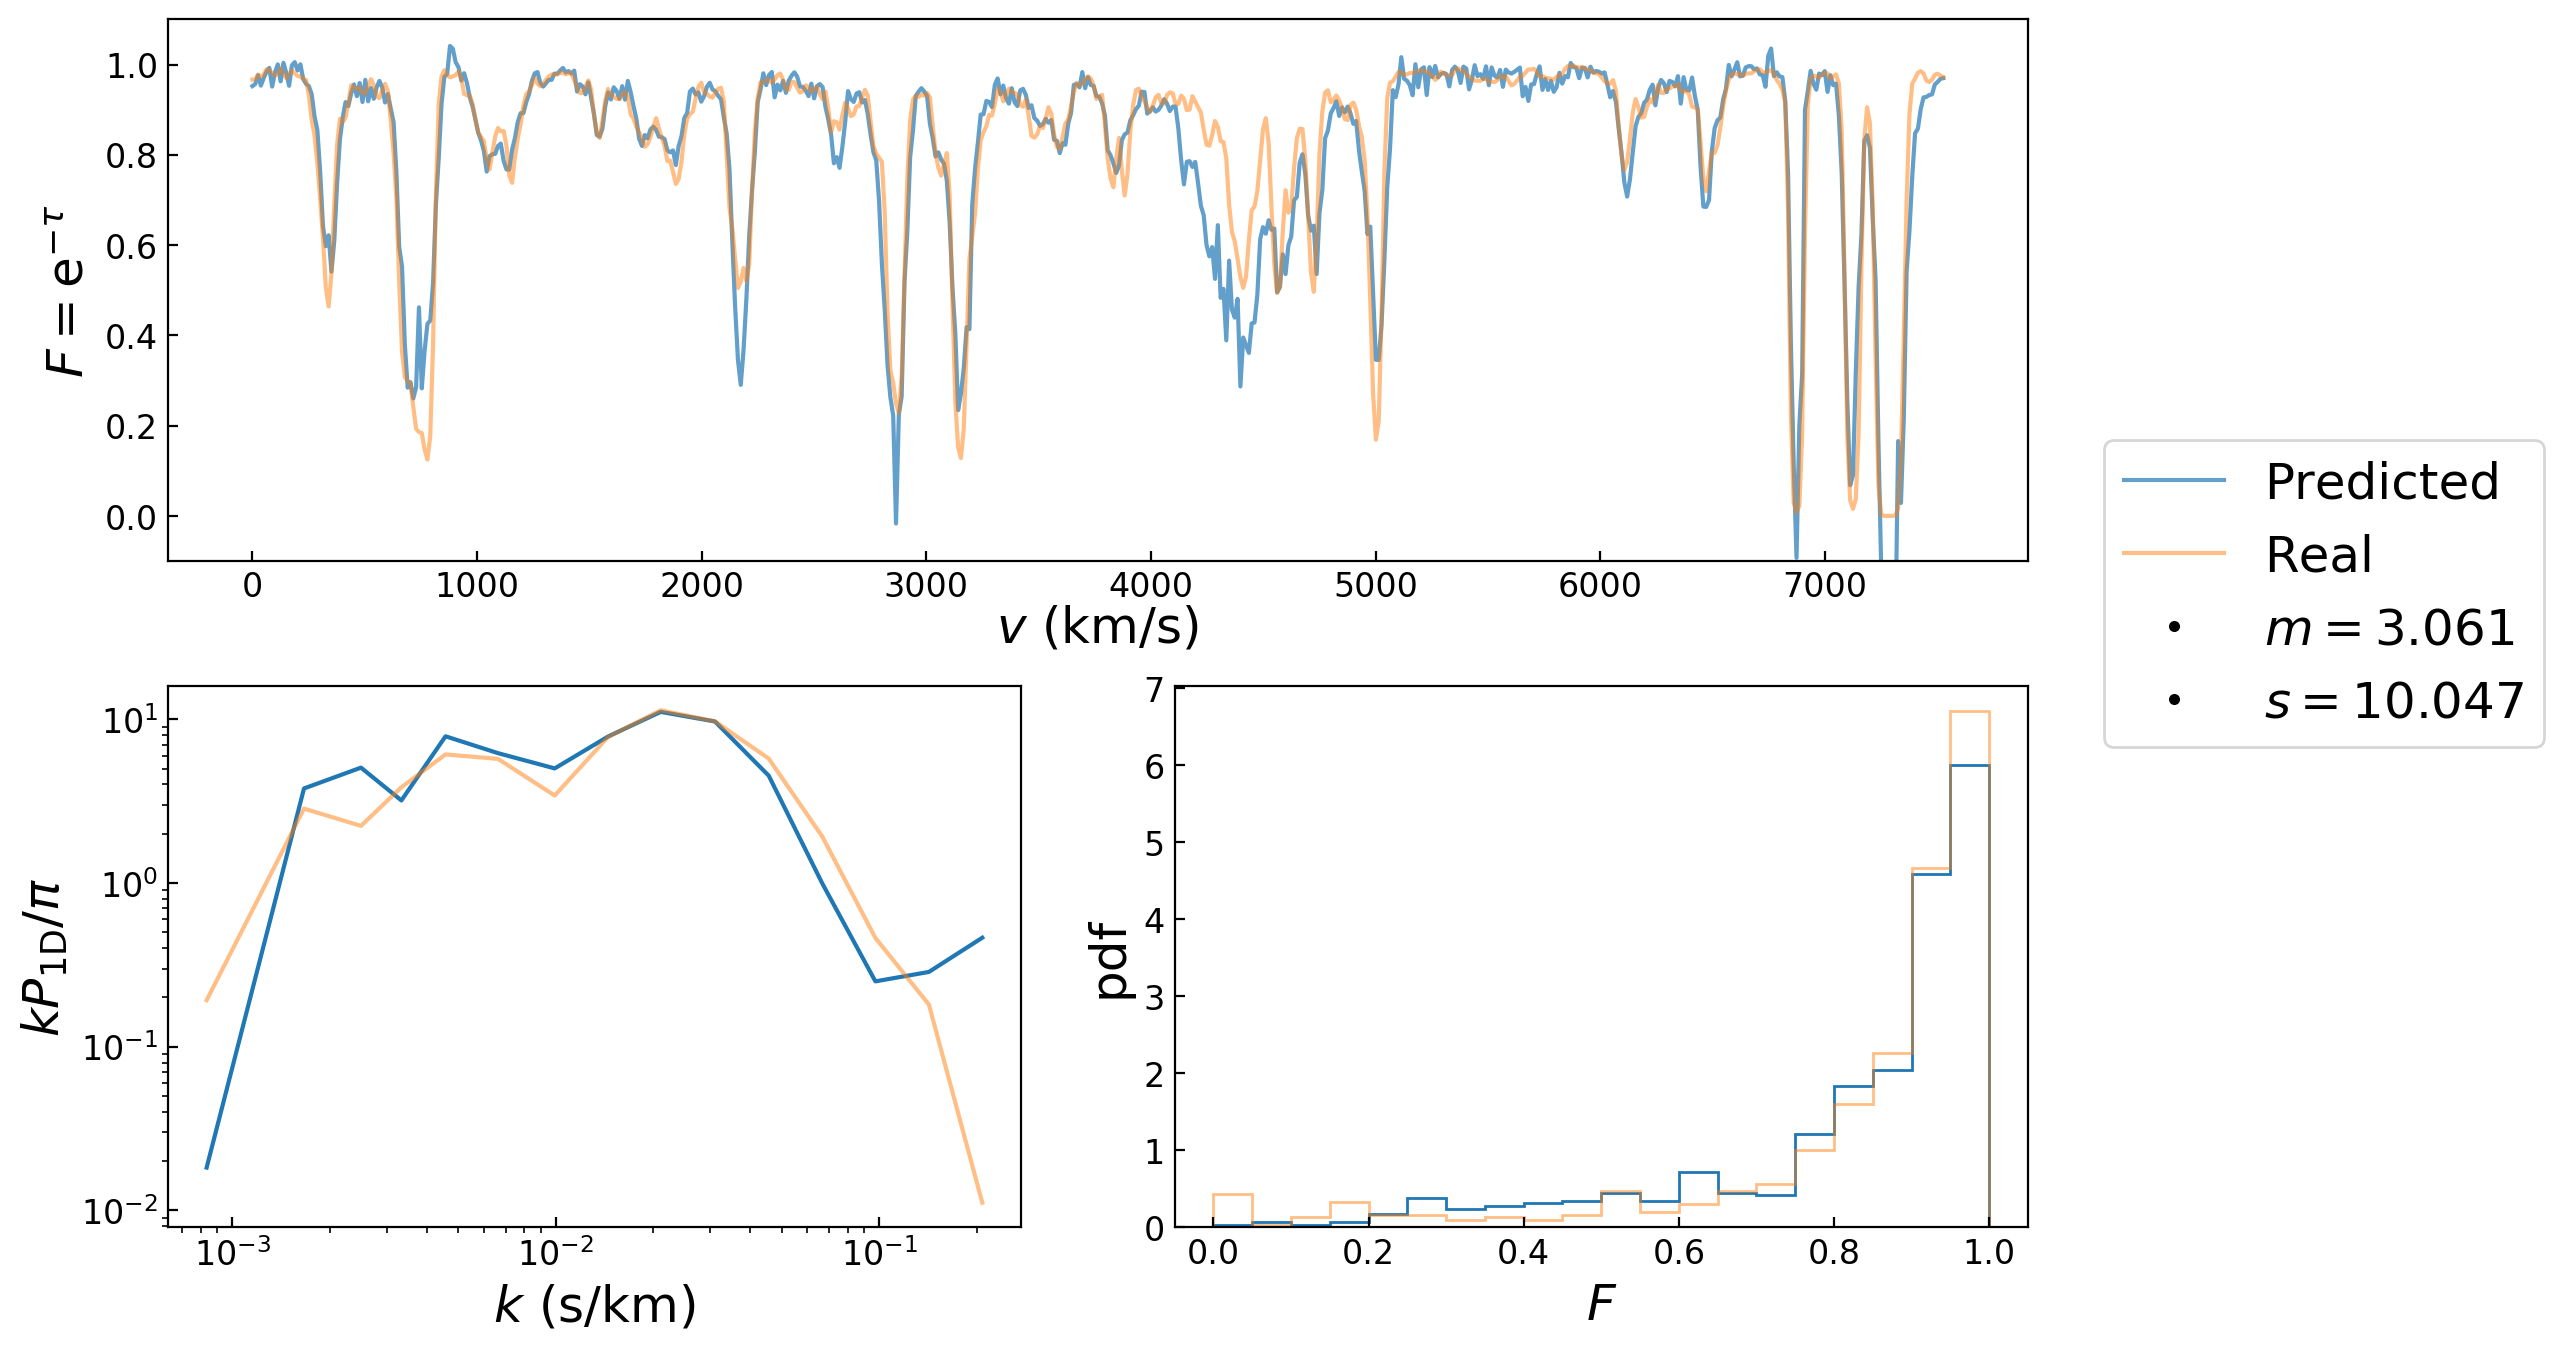 F = e^{−τ}
1.0
0.8
0.6
0.4
0.2
0.0
0 1000 2000 3000 4000 5000 6000 7000
v (km/s)
Predicted
Real
m = 3.061
s = 10.047
kP_{1D}/π
10^1
10^0
10^{−1}
10^{−2}
10^{−3} 10^{−2} 10^{−1}
k (s/km)
pdf
7
6
5
4
3
2
1
0
0.0 0.2 0.4 0.6 0.8 1.0
F